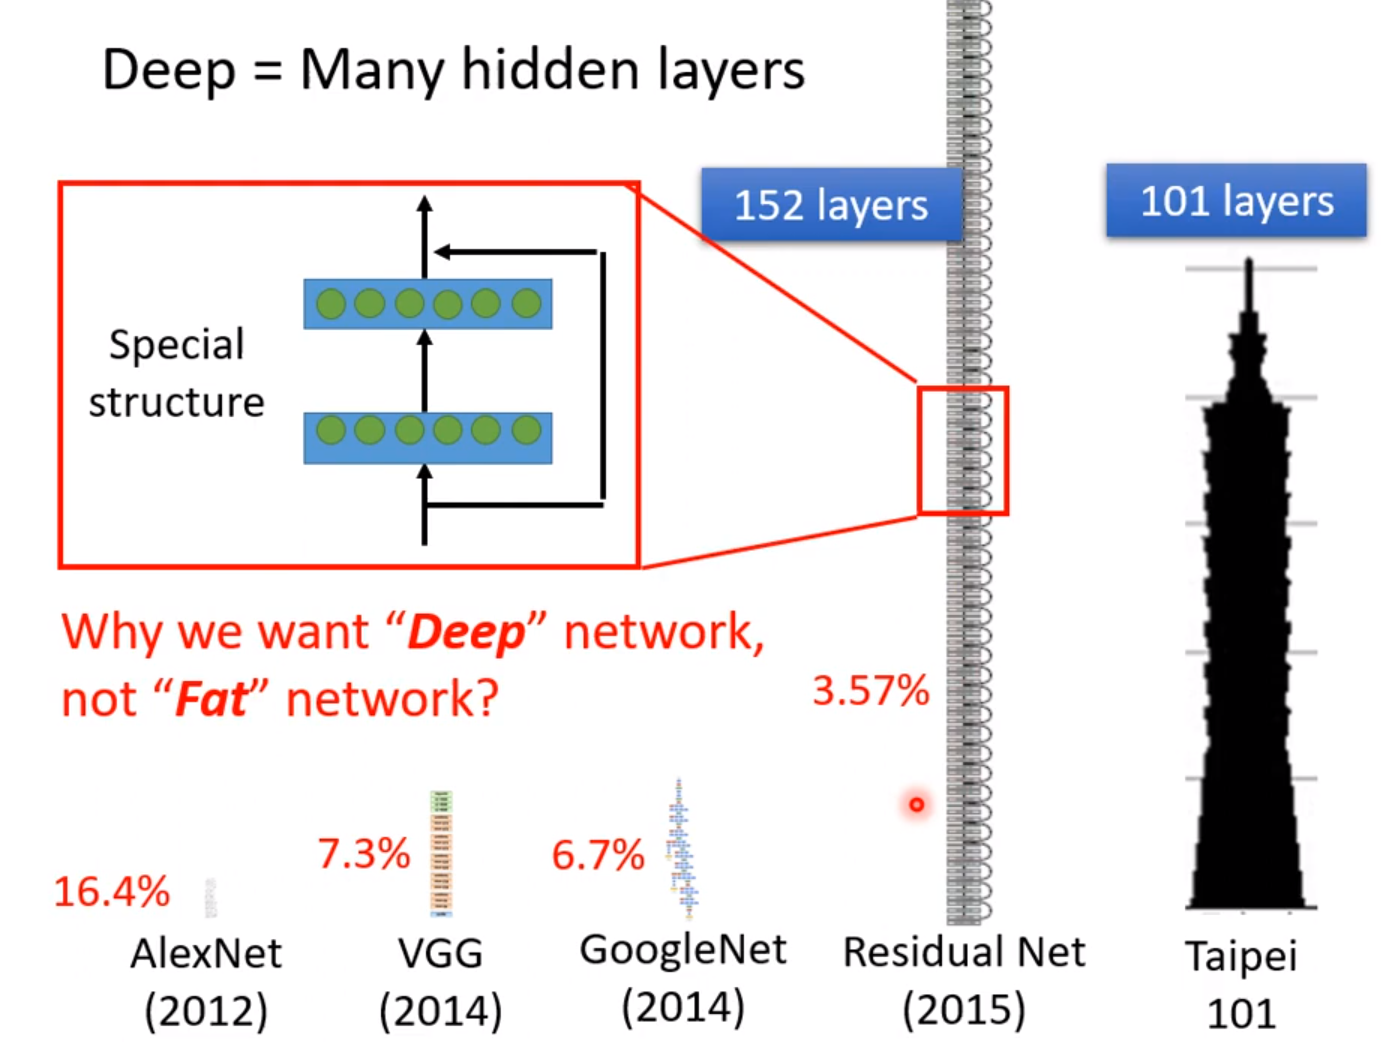 Deep = Many hidden layers
152 layers
101 layers
Special
structure
Why we want “Deep” network,
not “Fat” network?
3.57%
7.3%
6.7%
16.4%
AlexNet
(2012)
VGG
(2014)
GoogleNet
(2014)
Residual Net
(2015)
Taipei
101